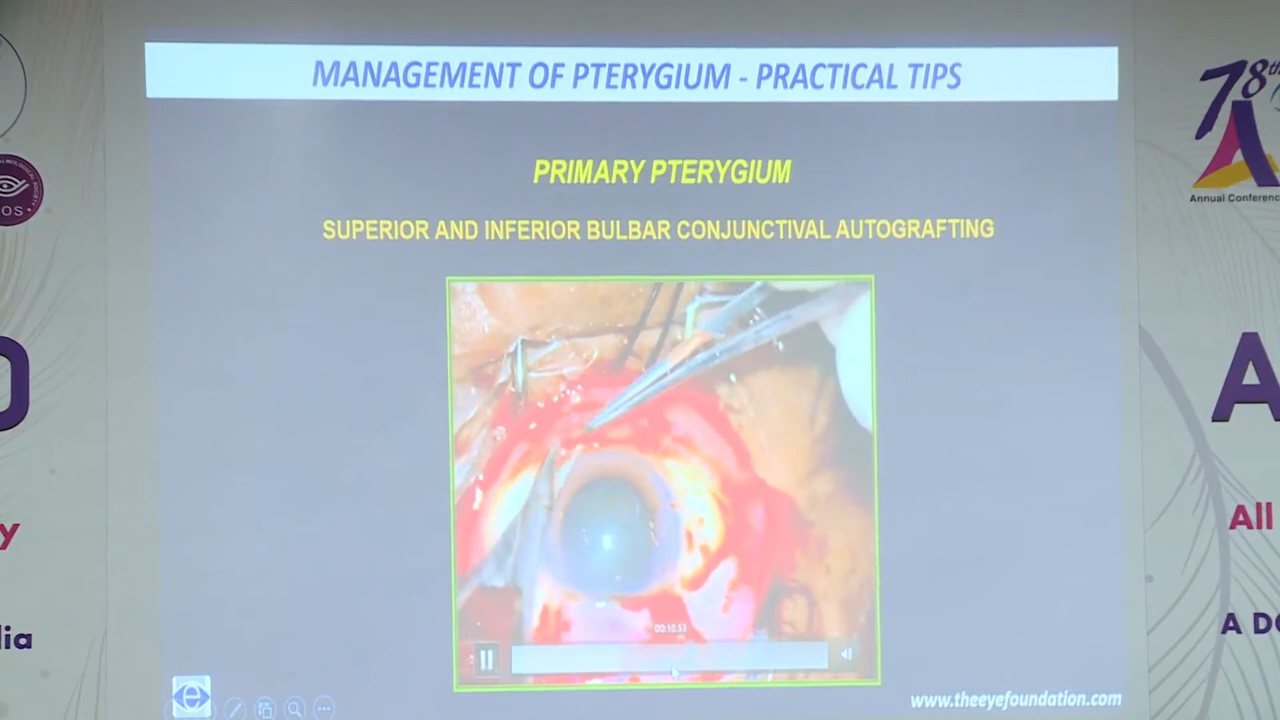 MANAGEMENT OF PTERYGIUM - PRACTICAL TIPS
78th
Annual Conference
OS
PRIMARY PTERYGIUM
SUPERIOR AND INFERIOR BULBAR CONJUNCTIVAL AUTOGRAFTING
A
All
y
A D
lia
00:10.53
www.theeyefoundation.com